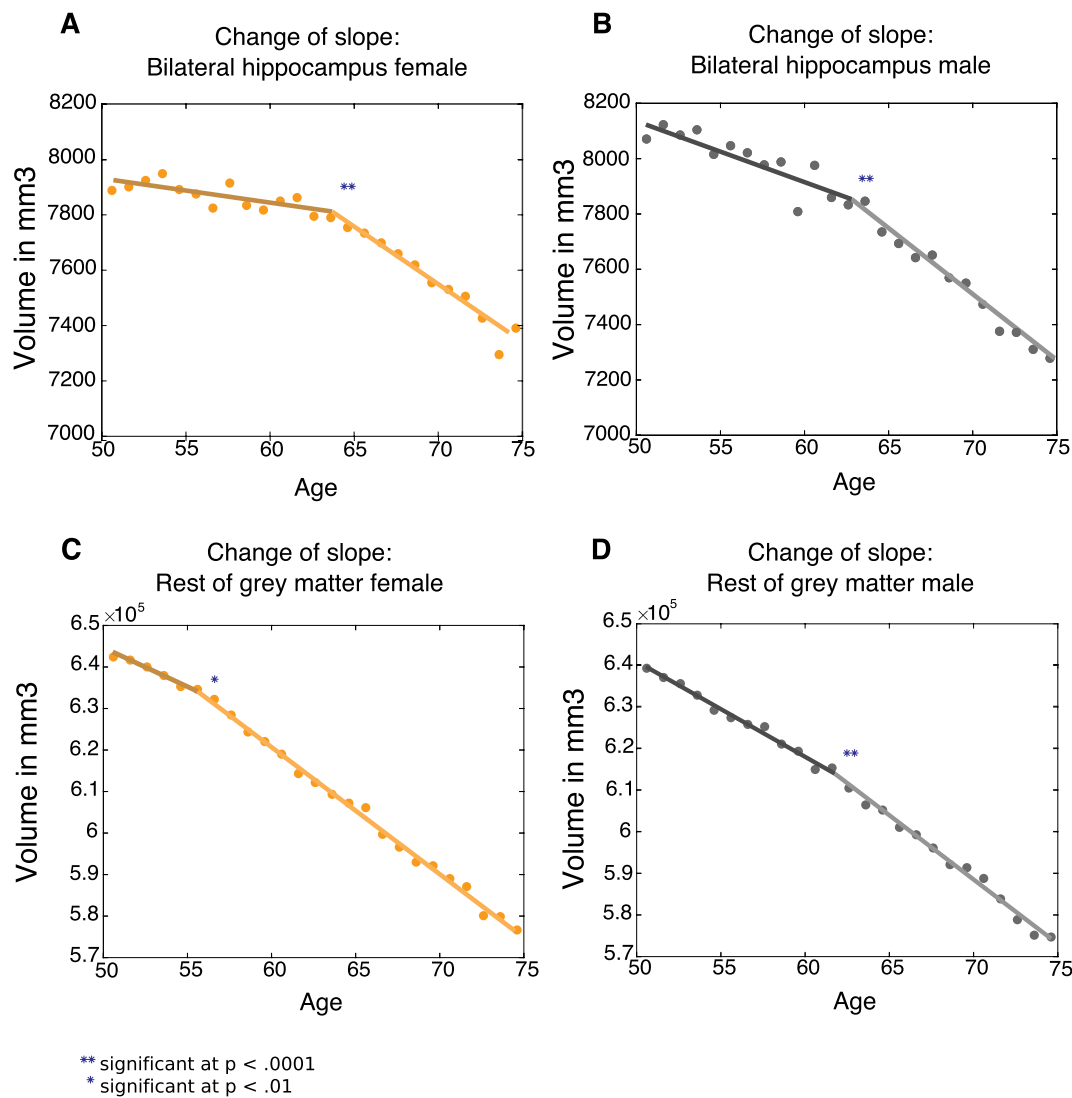 A
Change of slope:
Bilateral hippocampus female
8200
8000
7800
7600
7400
7200
7000
50
55
60
65
70
75
Volume in mm3
Age
**
B
Change of slope:
Bilateral hippocampus male
8200
8000
7800
7600
7400
7200
7000
50
55
60
65
70
75
Volume in mm3
Age
**
C
Change of slope:
Rest of grey matter female
×10⁵
6.5
6.4
6.3
6.2
6.1
6
5.9
5.8
5.7
50
55
60
65
70
75
Volume in mm3
Age
*
D
Change of slope:
Rest of grey matter male
×10⁵
6.5
6.4
6.3
6.2
6.1
6
5.9
5.8
5.7
50
55
60
65
70
75
Volume in mm3
Age
**
** significant at p < .0001
* significant at p < .01